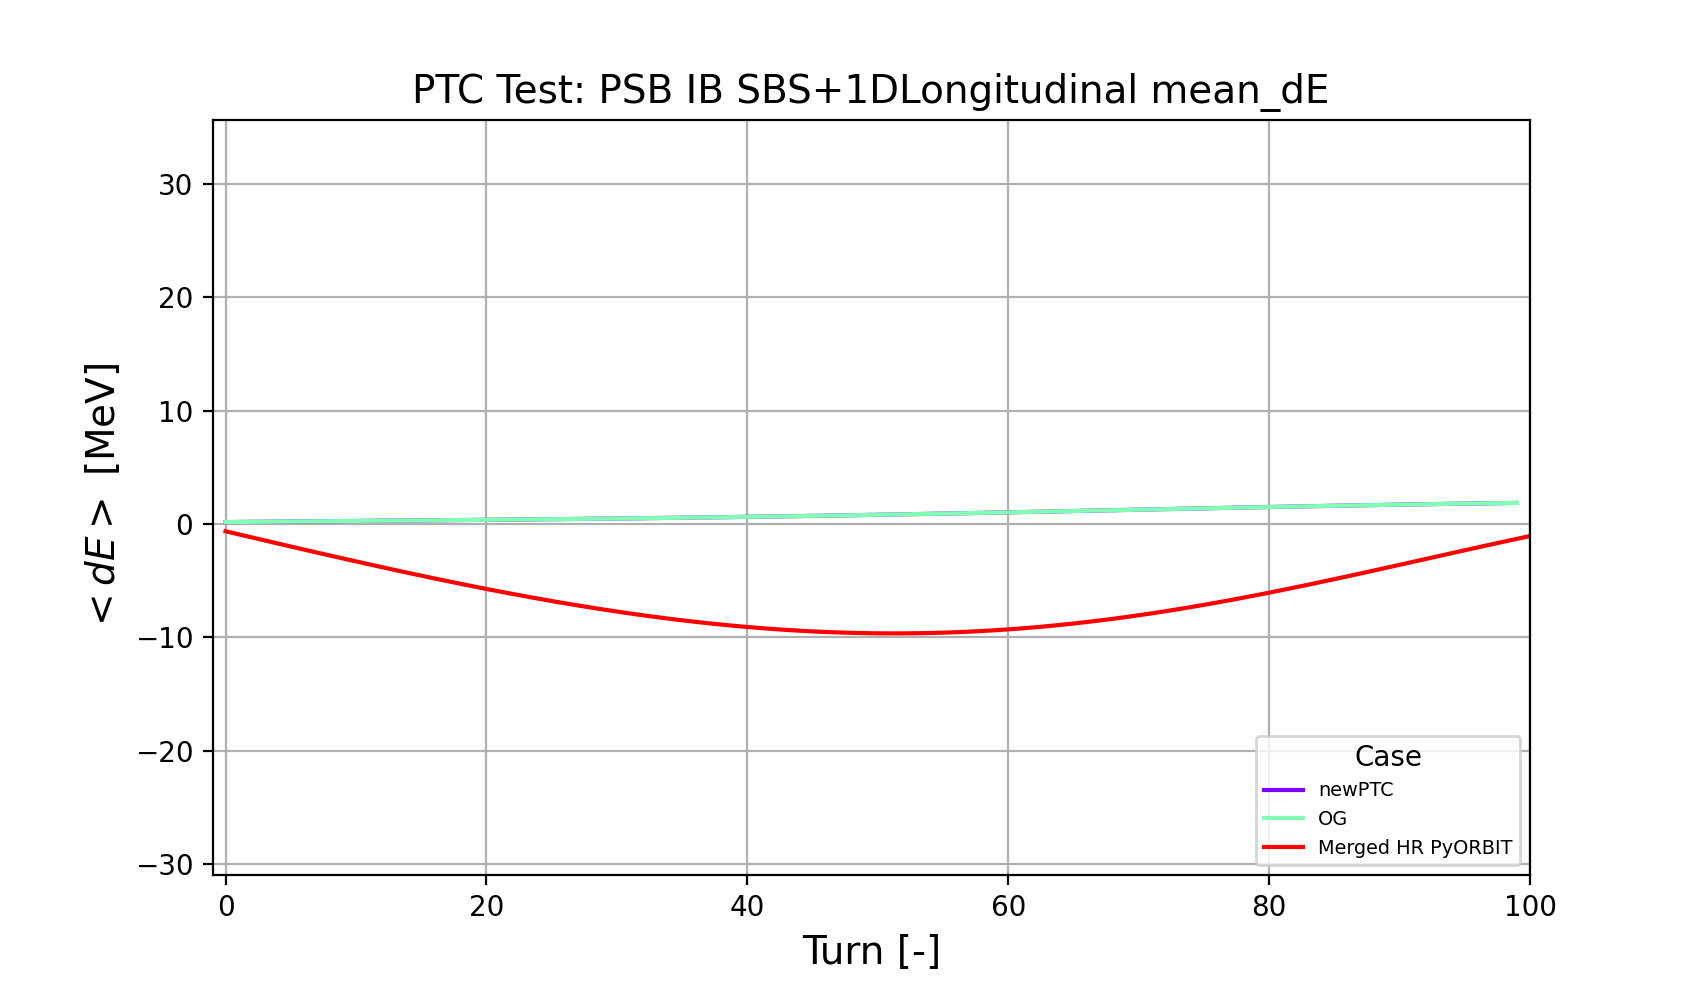 PTC Test: PSB IB SBS+1DLongitudinal mean_dE
< dE > [MeV]
30
20
10
0
−10
−20
−30
0 20 40 60 80 100
Turn [-]
Case
newPTC
OG
Merged HR PyORBIT